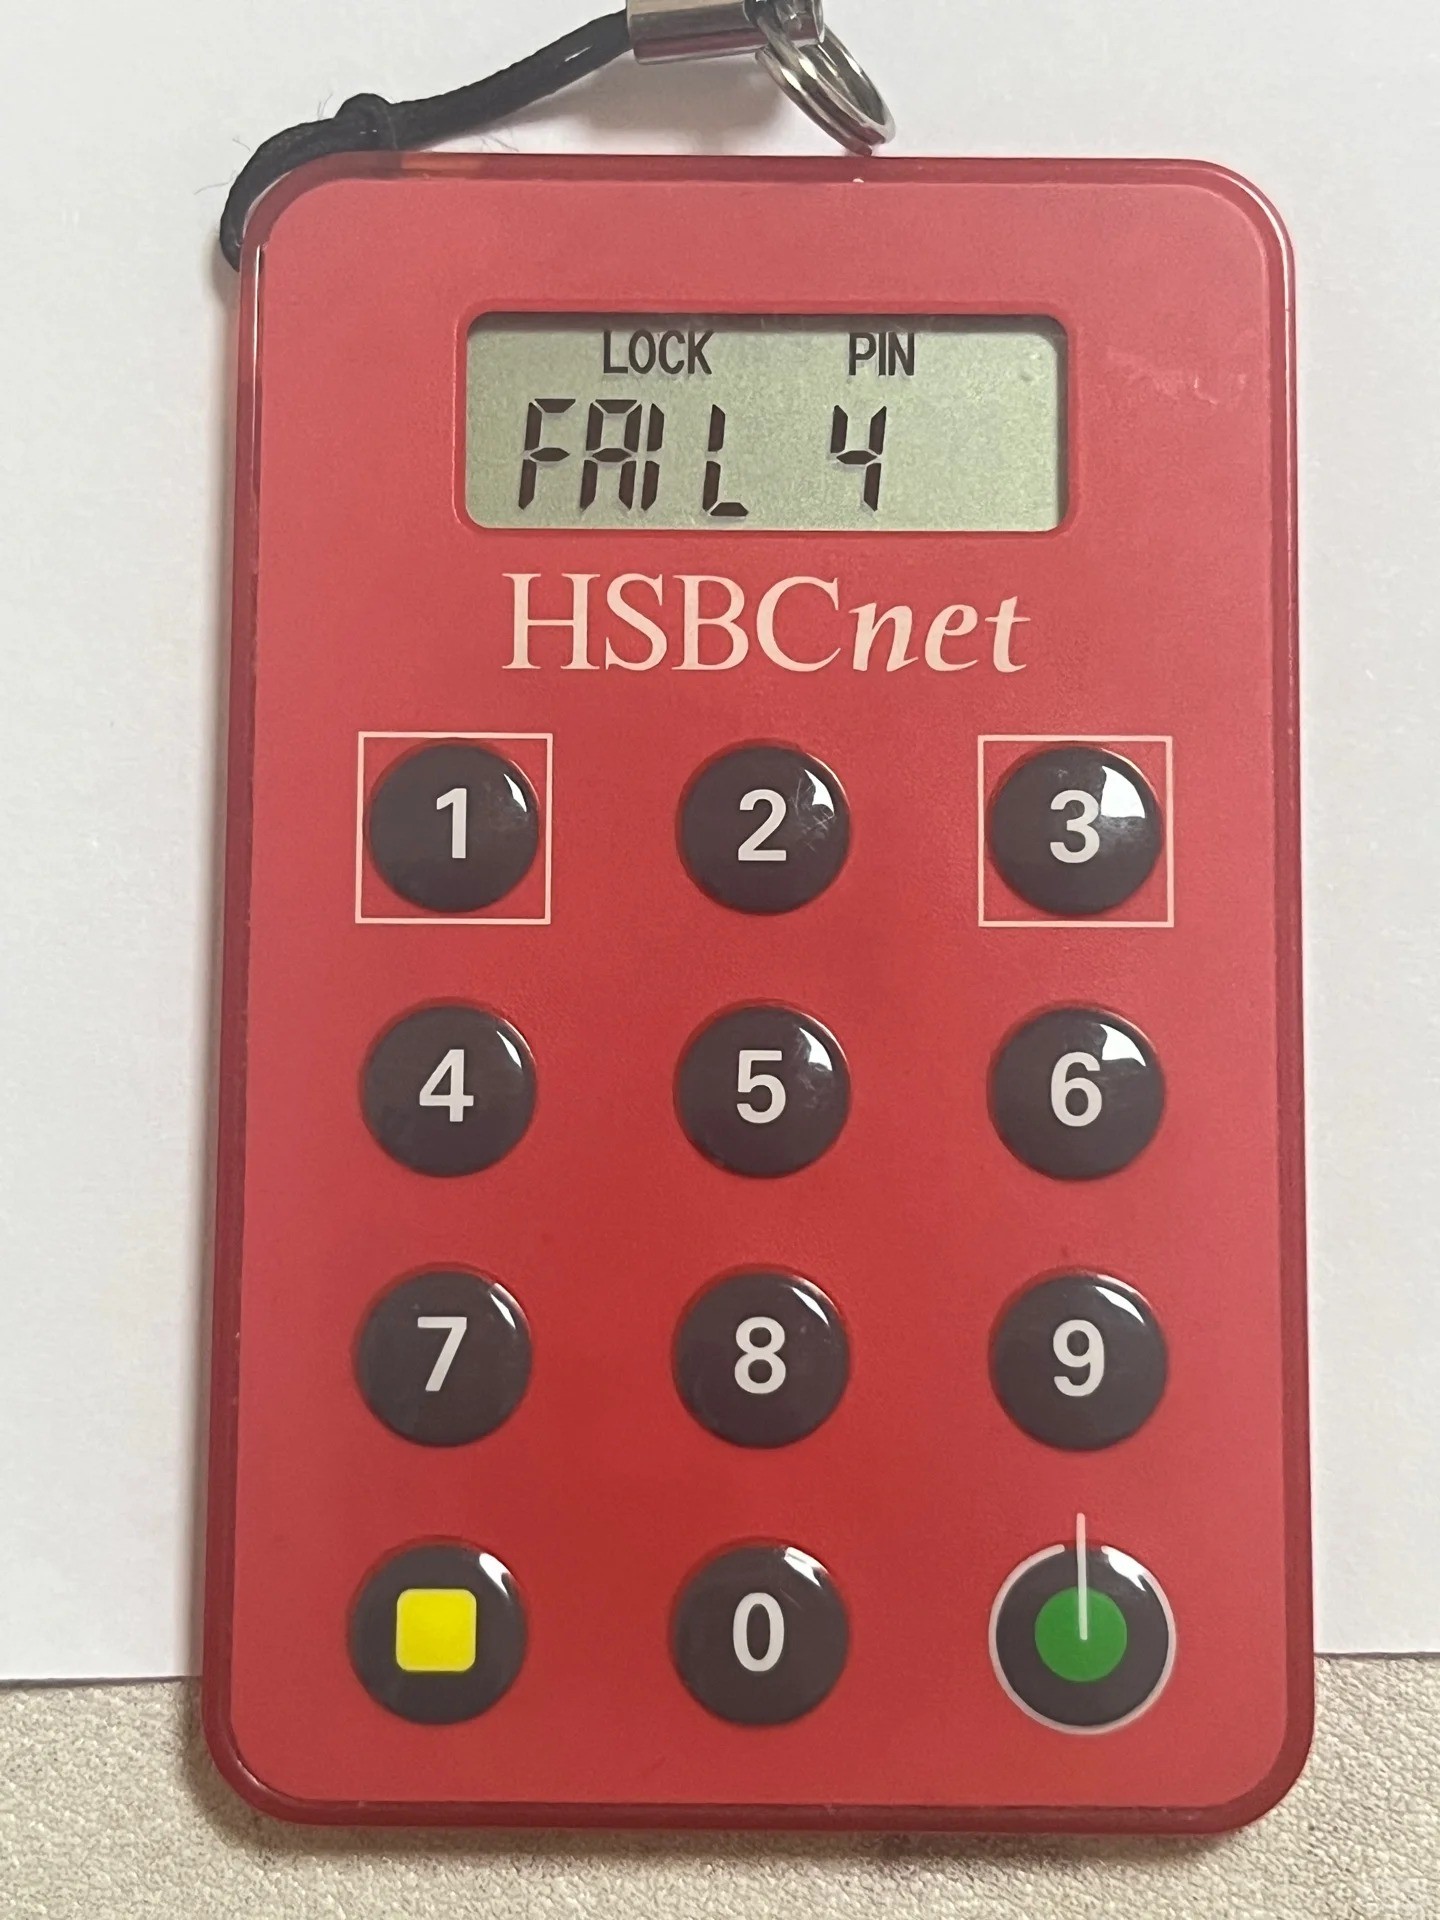 LOCK PIN
FAIL 4
HSBCnet
1 2 3
4 5 6
7 8 9
0